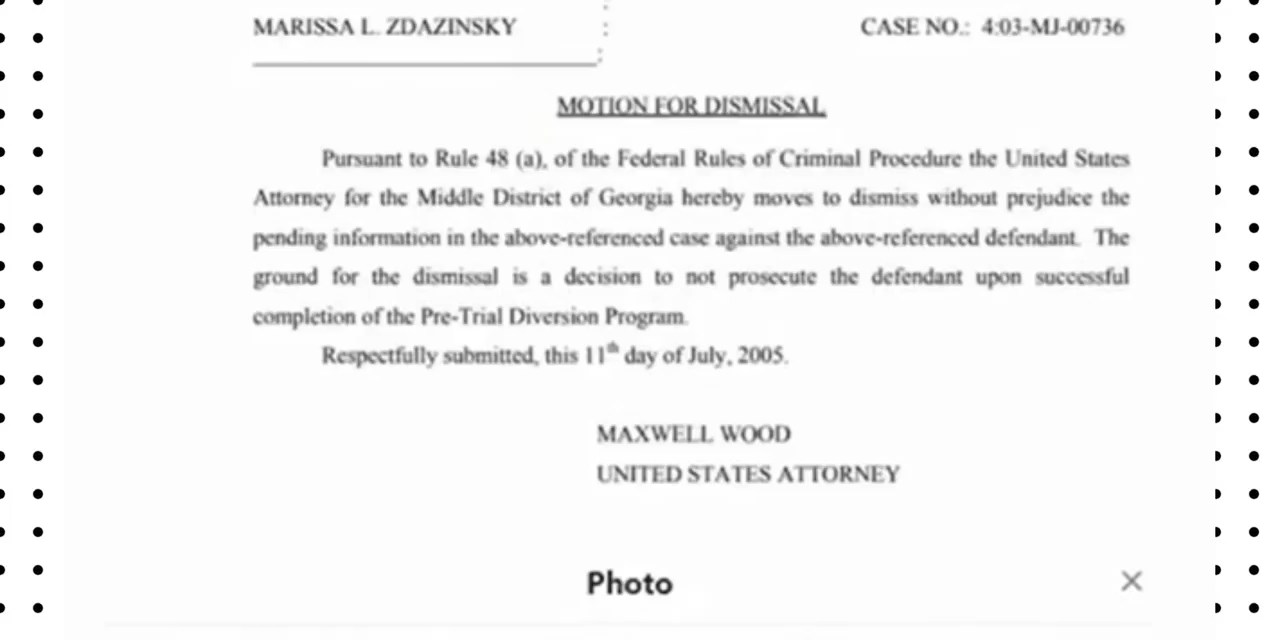 MARISSA L. ZDAZINSKY : CASE NO.: 4:03-MJ-00736
MOTION FOR DISMISSAL
Pursuant to Rule 48 (a), of the Federal Rules of Criminal Procedure the United States
Attorney for the Middle District of Georgia hereby moves to dismiss without prejudice the
pending information in the above-referenced case against the above-referenced defendant. The
ground for the dismissal is a decision to not prosecute the defendant upon successful
completion of the Pre-Trial Diversion Program.
Respectfully submitted, this 11th day of July, 2005.
MAXWELL WOOD
UNITED STATES ATTORNEY
Photo